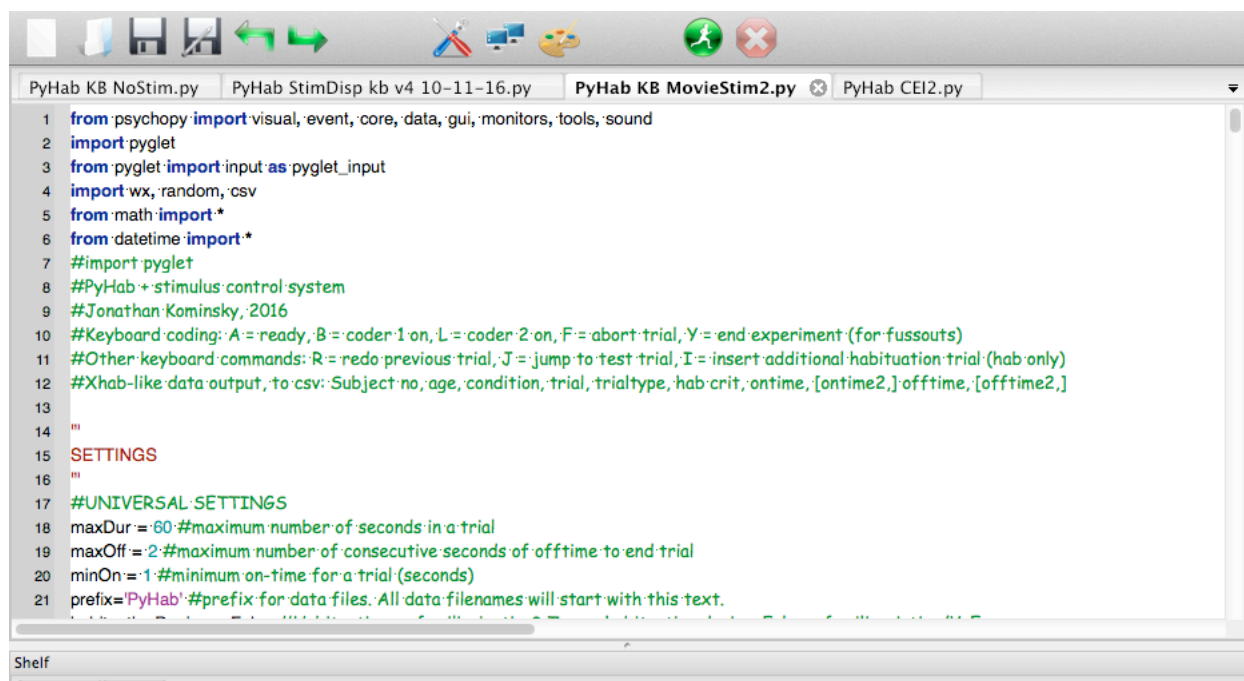 PyHab KB NoStim.py PyHab StimDisp kb v4 10-11-16.py PyHab KB MovieStim2.py PyHab CEI2.py
1 from psychopy import visual, event, core, data, gui, monitors, tools, sound
2 import pyglet
3 from pyglet import input as pyglet_input
4 import wx, random, csv
5 from math import *
6 from datetime import *
7 #import pyglet
8 #PyHab + stimulus control system
9 #Jonathan Kominsky, 2016
10 #Keyboard coding: A = ready, B = coder 1 on, L = coder 2 on, F = abort trial, Y = end experiment (for fussouts)
11 #Other keyboard commands: R = redo previous trial, J = jump to test trial, I = insert additional habituation trial (hab only)
12 #Xhab-like data output, to csv: Subject no, age, condition, trial, trialtype, hab crit, ontime, [ontime2,] offtime, [offtime2,]
13
14 '''
15 SETTINGS
16 '''
17 #UNIVERSAL SETTINGS
18 maxDur = 60 #maximum number of seconds in a trial
19 maxOff = 2 #maximum number of consecutive seconds of offtime to end trial
20 minOn = 1 #minimum on-time for a trial (seconds)
21 prefix='PyHab' #prefix for data files. All data filenames will start with this text.
Shelf